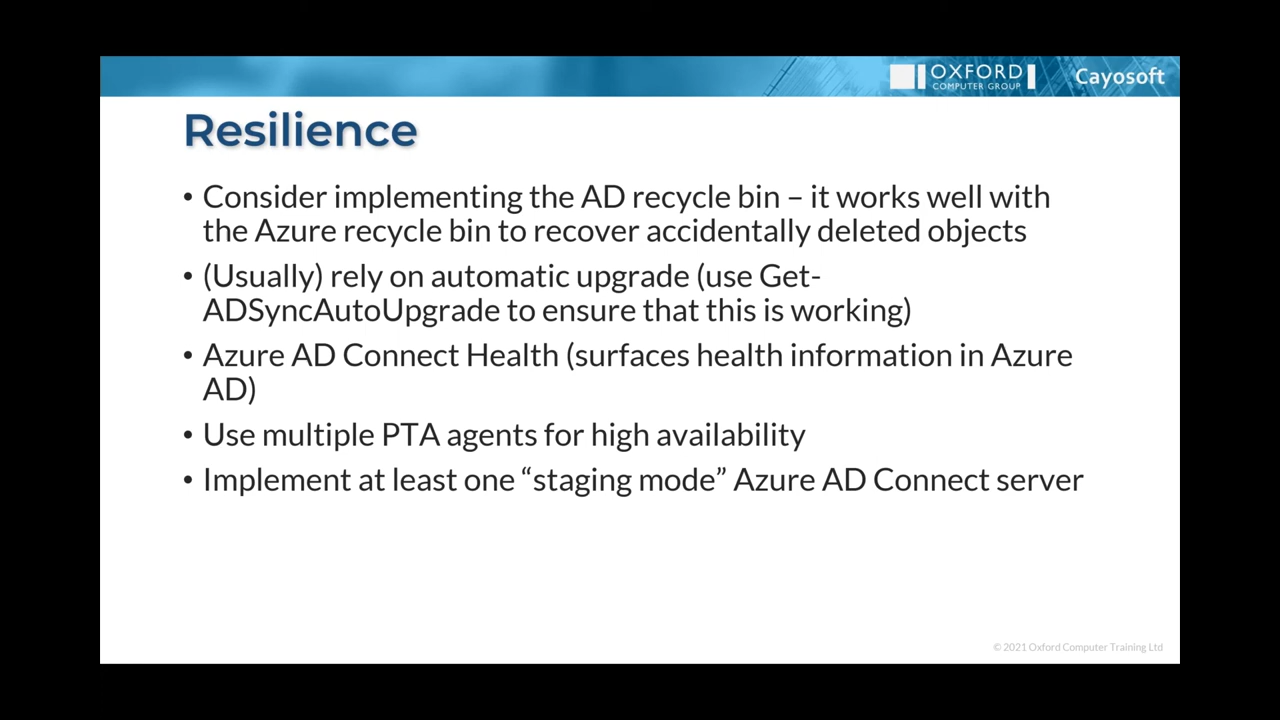 OXFORD
COMPUTER GROUP
Cayosoft
Resilience
• Consider implementing the AD recycle bin – it works well with
the Azure recycle bin to recover accidentally deleted objects
• (Usually) rely on automatic upgrade (use Get-
ADSyncAutoUpgrade to ensure that this is working)
• Azure AD Connect Health (surfaces health information in Azure
AD)
• Use multiple PTA agents for high availability
• Implement at least one “staging mode” Azure AD Connect server
© 2021 Oxford Computer Training Ltd